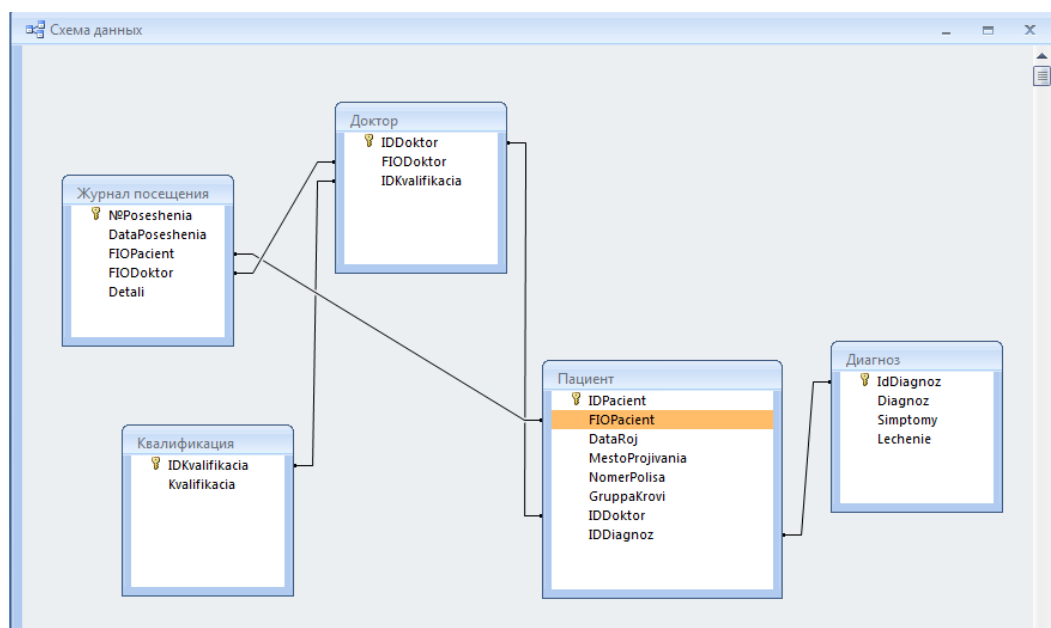 Схема данных
Доктор
IDDoktor
FIODoktor
IDKvalifikacia
Журнал посещения
№Poseshenia
DataPoseshenia
FIOPacient
FIODoktor
Detali
Квалификация
IDKvalifikacia
Kvalifikacia
Пациент
IDPacient
FIOPacient
DataRoj
MestoProjivania
NomerPolisa
GruppaKrovi
IDDoktor
IDDiagnoz
Диагноз
IdDiagnoz
Diagnoz
Simptomy
Lechenie